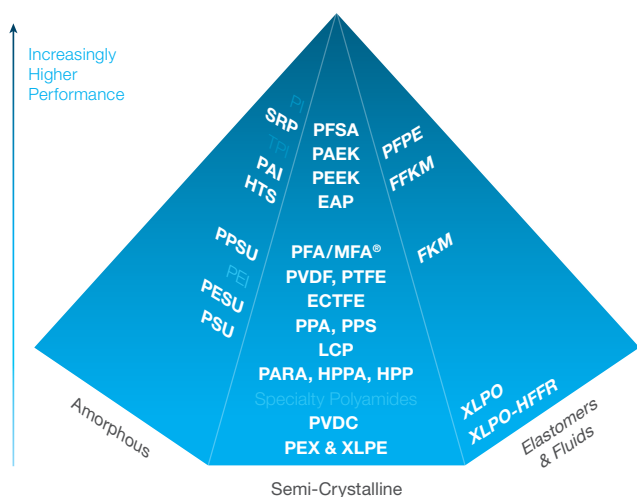 Increasingly
Higher
Performance
PI
SRP
TPI
PAI
HTS
PPSU
PEI
PESU
PSU
PFSA
PAEK
PEEK
EAP
PFA/MFA®
PVDF, PTFE
ECTFE
PPA, PPS
LCP
PARA, HPPA, HPP
Specialty Polyamides
PVDC
PEX & XLPE
PFPE
FFKM
FKM
XLPO
XLPO-HFFR
Amorphous
Semi-Crystalline
Elastomers
& Fluids